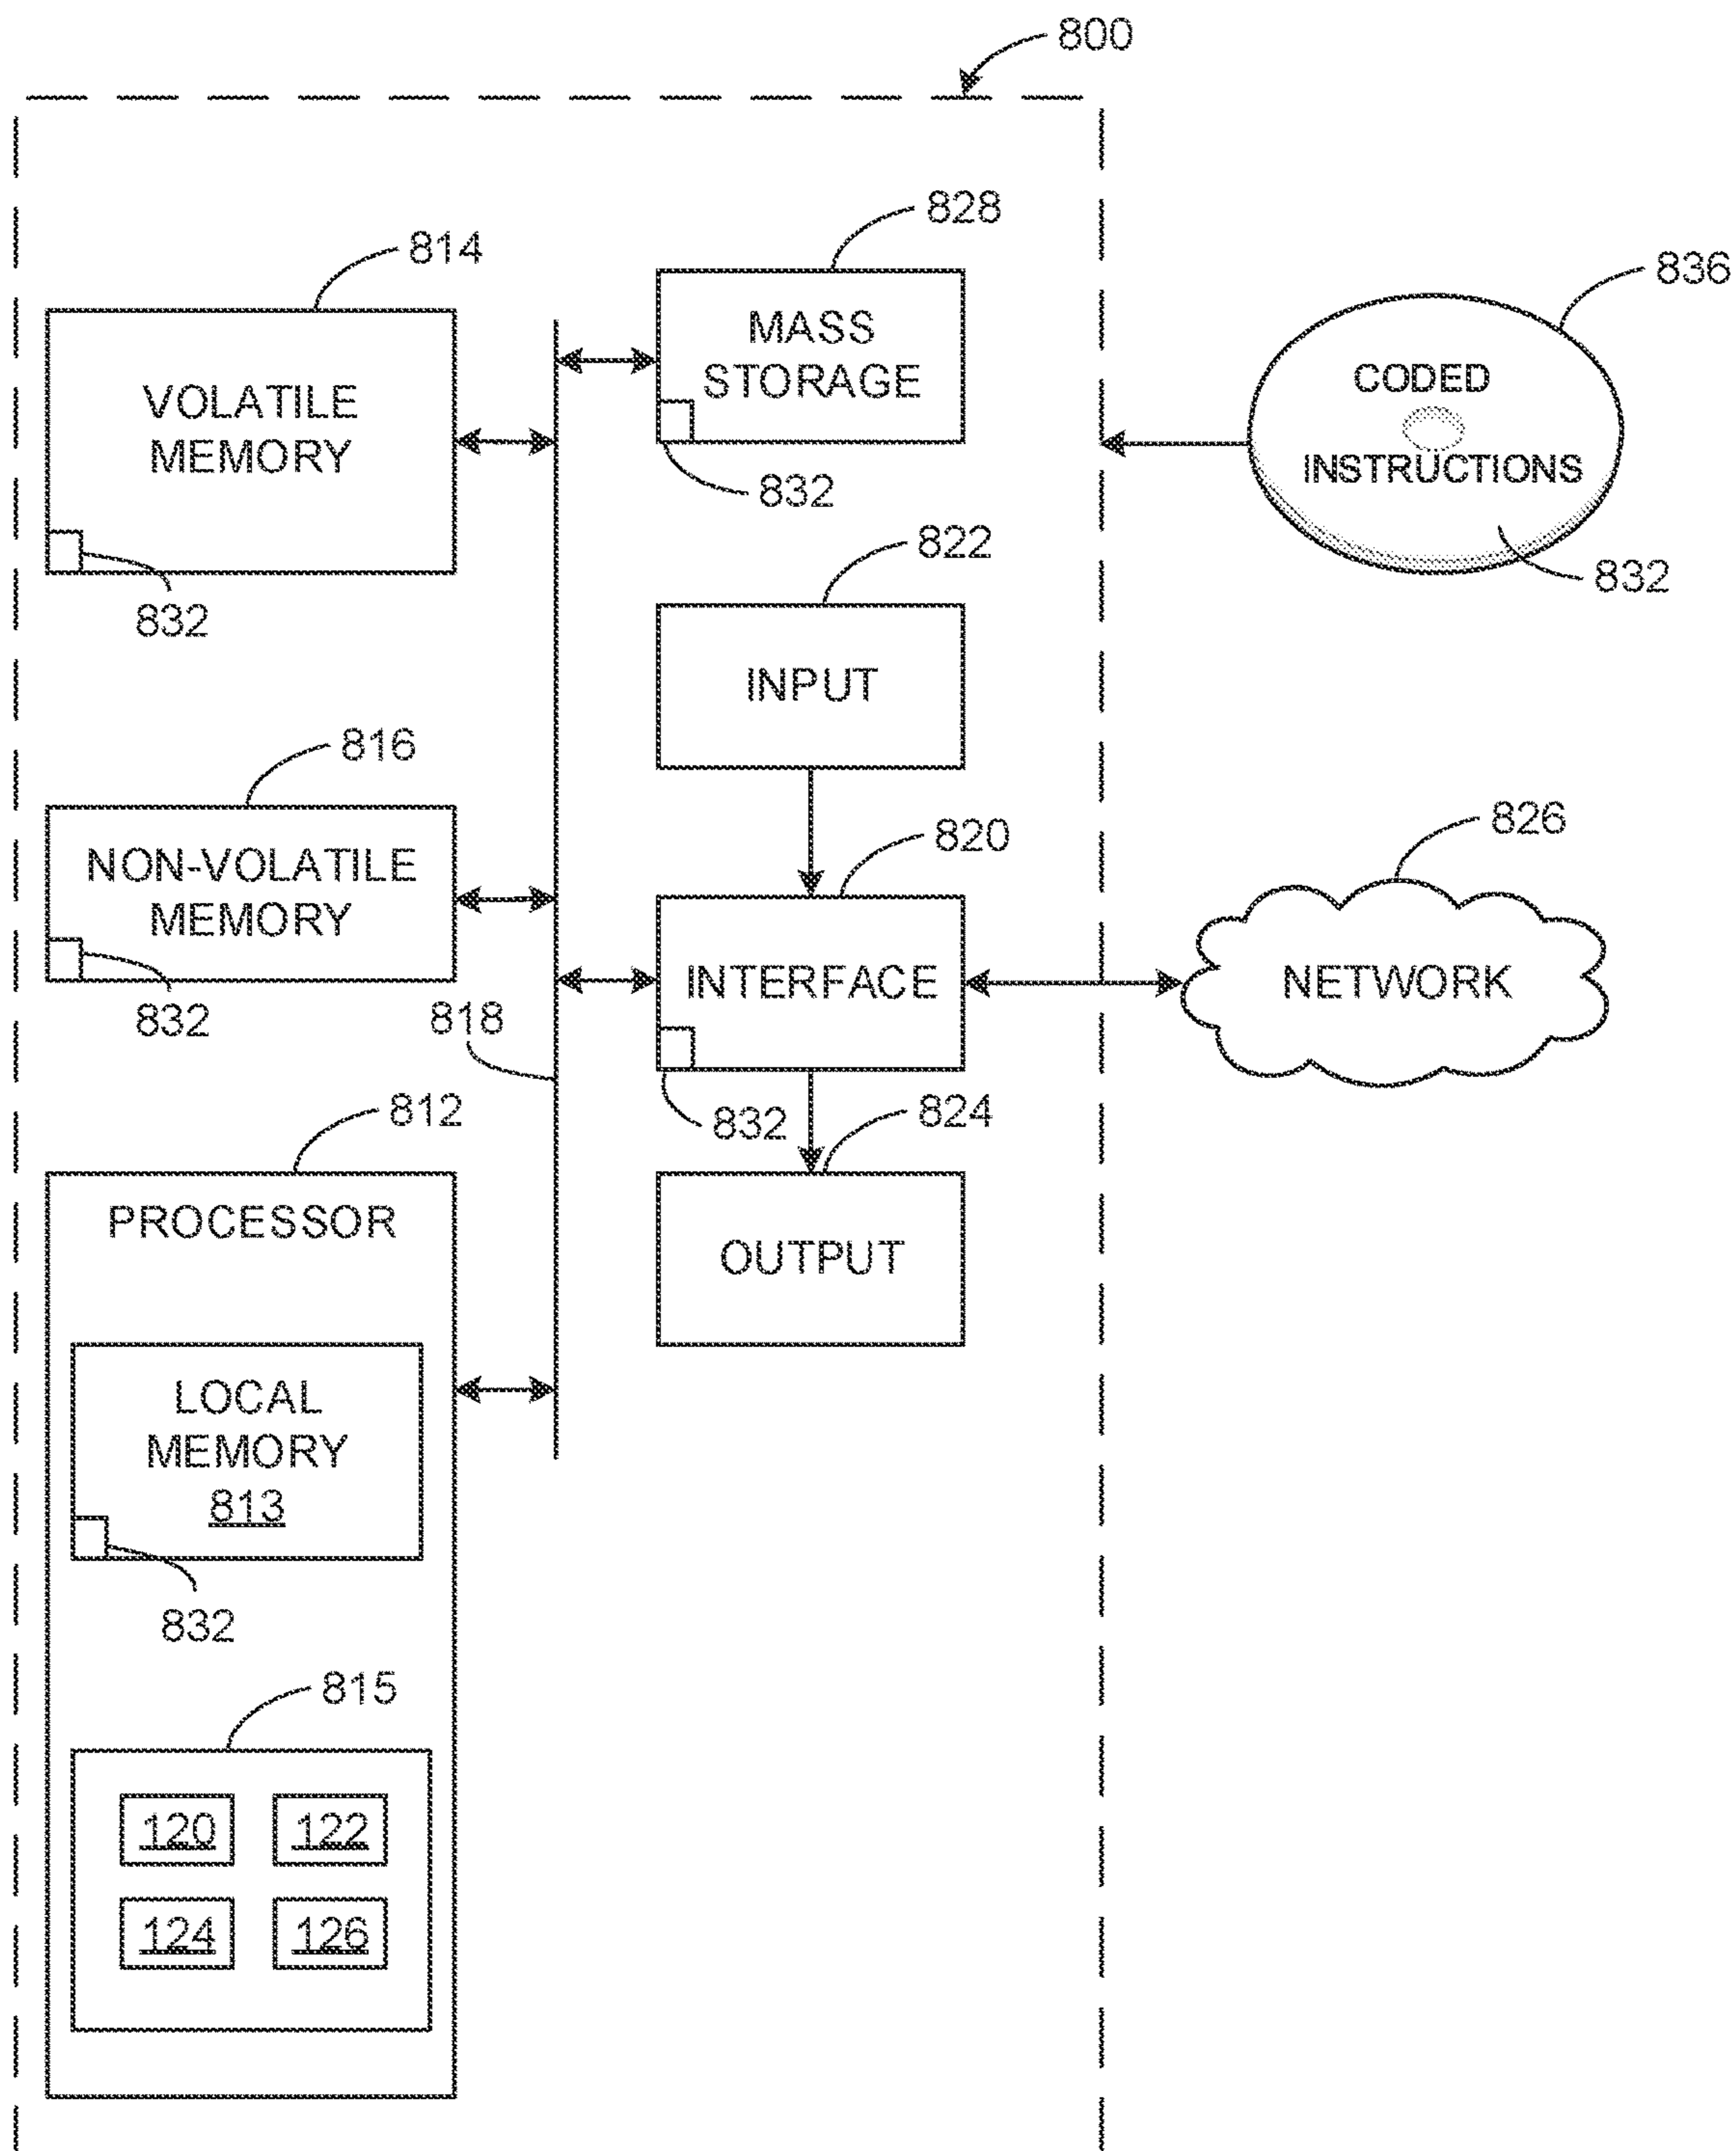 800
828
814
836
MASS
STORAGE
CODED
INSTRUCTIONS
VOLATILE
MEMORY
832
832
832
822
INPUT
816
820
826
NON-VOLATILE
MEMORY
INTERFACE
NETWORK
832
818
832
812
824
PROCESSOR
OUTPUT
LOCAL
MEMORY
813
832
815
120 122
124 126